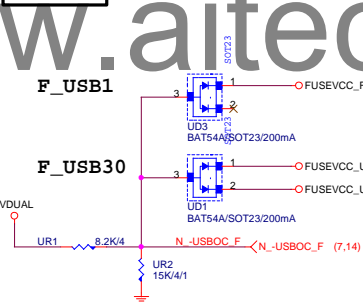 w.aitec
SOT23
F_USB1
3
1
FUSEVCC_F
2
UD3
BAT54A/SOT23/200mA
SOT23
F_USB30
3
1
FUSEVCC_U
2
FUSEVCC_U
UD1
BAT54A/SOT23/200mA
VDUAL
UR1
8.2K/4
N_-USBOC_F
N_-USBOC_F (7,14)
UR2
15K/4/1